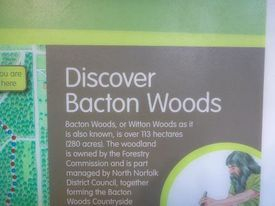 you are
here
Discover
Bacton Woods
Bacton Woods, or Witton Woods as it
is also known, is over 113 hectares
(280 acres). The woodland
is owned by the Forestry
Commission and is part
managed by North Norfolk
District Council, together
forming the Bacton
Woods Countryside